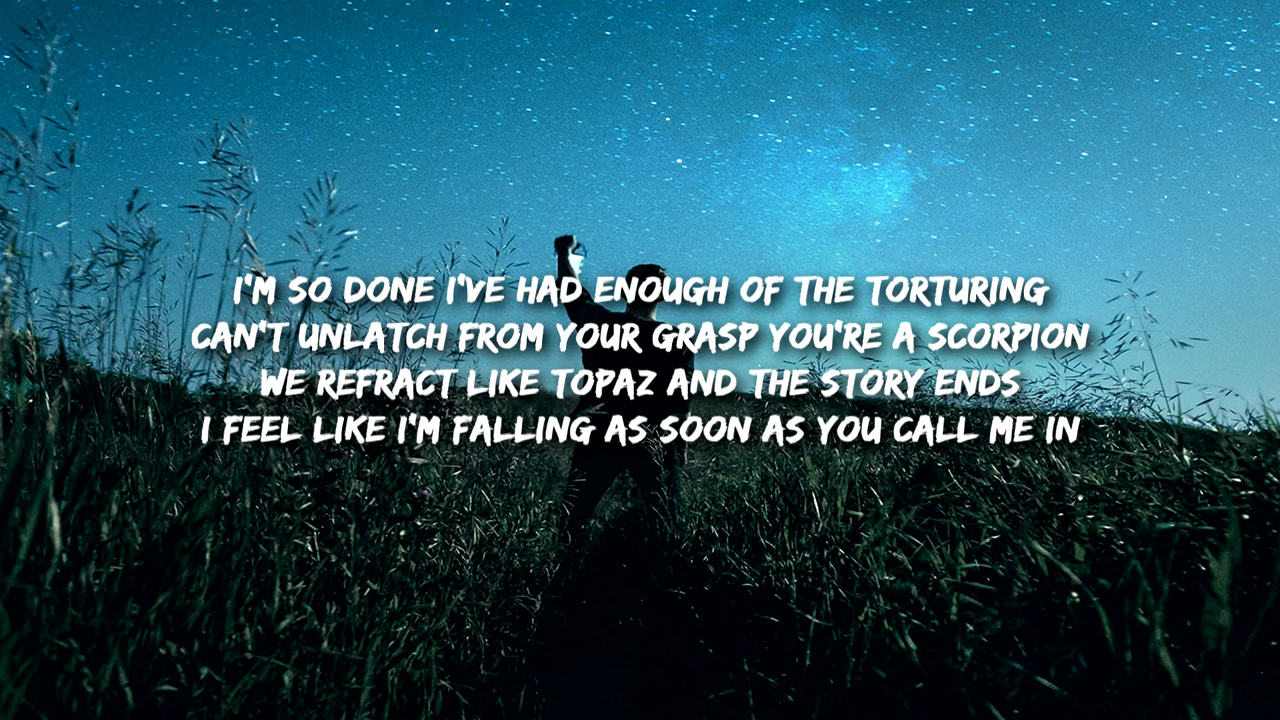 I'M SO DONE I'VE HAD ENOUGH OF THE TORTURING
CAN'T UNLATCH FROM YOUR GRASP YOU'RE A SCORPION
WE REFRACT LIKE TOPAZ AND THE STORY ENDS
I FEEL LIKE I'M FALLING AS SOON AS YOU CALL ME IN